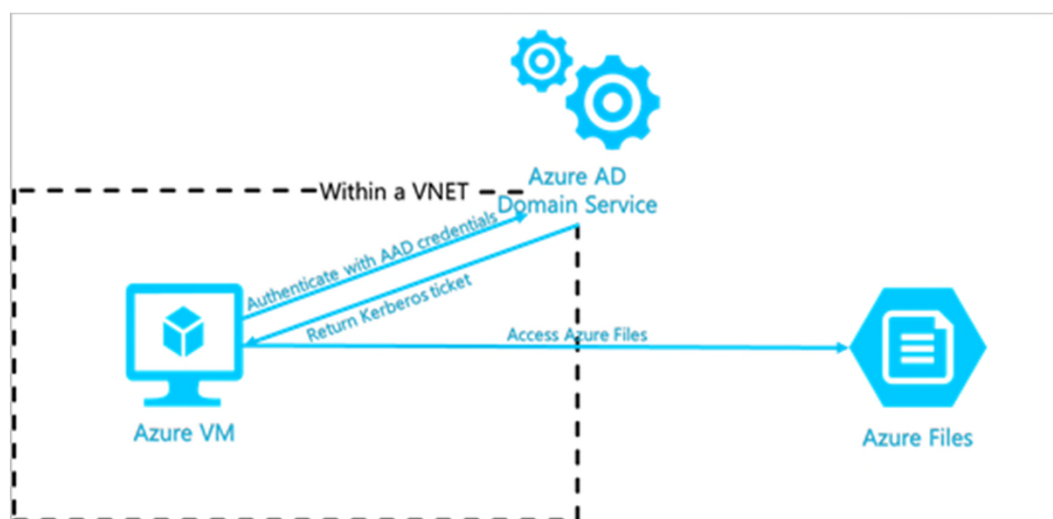 Azure AD
Domain Service
Within a VNET
Authenticate with AAD credentials
Return Kerberos ticket
Access Azure Files
Azure VM
Azure Files